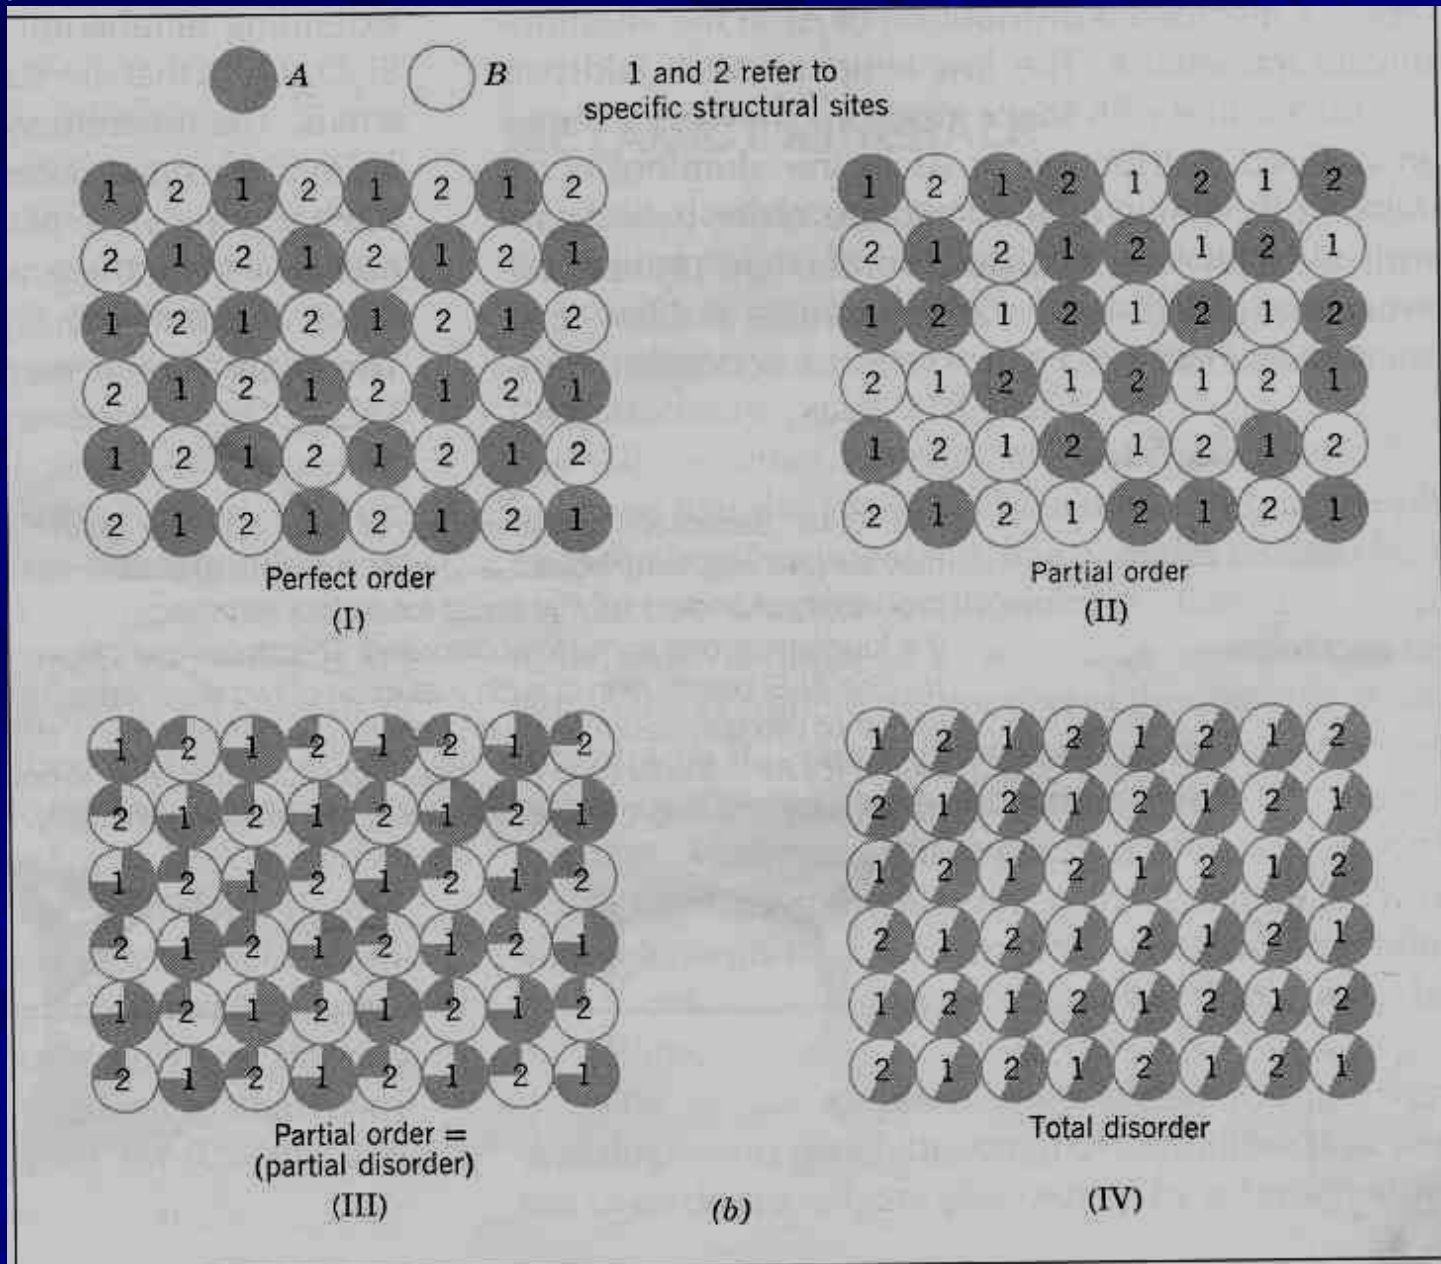 A B 1 and 2 refer to
specific structural sites
1 2 1 2 1 2 1 2
2 1 2 1 2 1 2 1
1 2 1 2 1 2 1 2
2 1 2 1 2 1 2 1
1 2 1 2 1 2 1 2
2 1 2 1 2 1 2 1
Perfect order
(I)
1 2 1 2 1 2 1 2
2 1 2 1 2 1 2 1
1 2 1 2 1 2 1 2
2 1 2 1 2 1 2 1
1 2 1 2 1 2 1 2
2 1 2 1 2 1 2 1
Partial order
(II)
1 2 1 2 1 2 1 2
2 1 2 1 2 1 2 1
1 2 1 2 1 2 1 2
2 1 2 1 2 1 2 1
1 2 1 2 1 2 1 2
2 1 2 1 2 1 2 1
Partial order =
(partial disorder)
(III)
1 2 1 2 1 2 1 2
2 1 2 1 2 1 2 1
1 2 1 2 1 2 1 2
2 1 2 1 2 1 2 1
1 2 1 2 1 2 1 2
2 1 2 1 2 1 2 1
Total disorder
(IV)
(b)